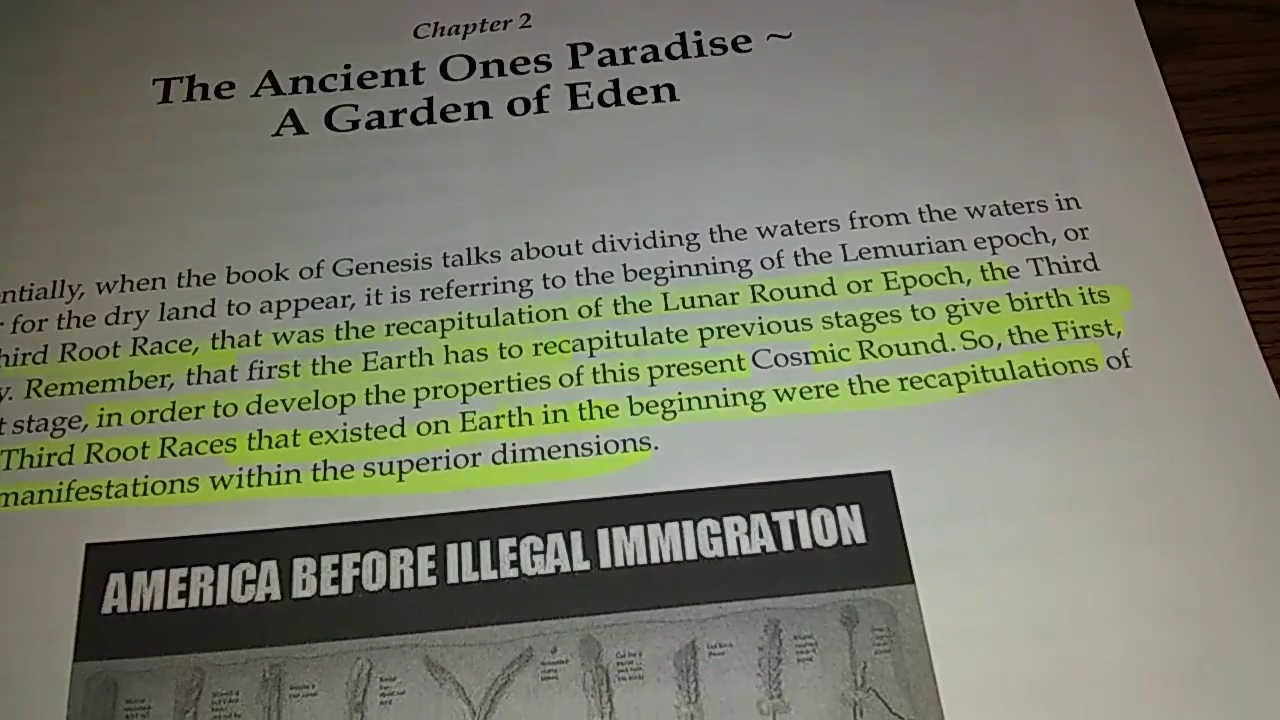 Chapter 2
The Ancient Ones Paradise ~
A Garden of Eden
ntially, when the book of Genesis talks about dividing the waters from the waters in
for the dry land to appear, it is referring to the beginning of the Lemurian epoch, or
hird Root Race, that was the recapitulation of the Lunar Round or Epoch, the Third
y. Remember, that first the Earth has to recapitulate previous stages to give birth its
t stage, in order to develop the properties of this present Cosmic Round. So, the First,
Third Root Races that existed on Earth in the beginning were the recapitulations of
manifestations within the superior dimensions.
AMERICA BEFORE ILLEGAL IMMIGRATION